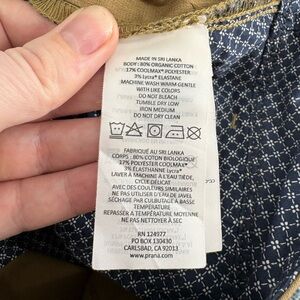 MADE IN SRI LANKA
BODY: 80% ORGANIC COTTON
17% COOLMAX® POLYESTER
3% Lycra® ELASTANE
MACHINE WASH WARM GENTLE
WITH LIKE COLORS
DO NOT BLEACH
TUMBLE DRY LOW
IRON MEDIUM
DO NOT DRY CLEAN
FABRIQUÉ AU SRI LANKA
CORPS : 80% COTON BIOLOGIQUE
17% POLYESTER COOLMAX®
3% ÉLASTHANNE Lycra®
LAVER À MACHINE À L'EAU TIÈDE,
CYCLE DÉLICAT
AVEC DES COULEURS SIMILAIRES
NE PAS UTILISER D'EAU DE JAVEL
SÉCHAGE PAR CULBUTAGE À BASSE
TEMPÉRATURE
REPASSER À TEMPÉRATURE MOYENNE
NE PAS NETTOYER À SEC
RN 124977
PO BOX 130430
CARLSBAD, CA 92013
www.prana.com